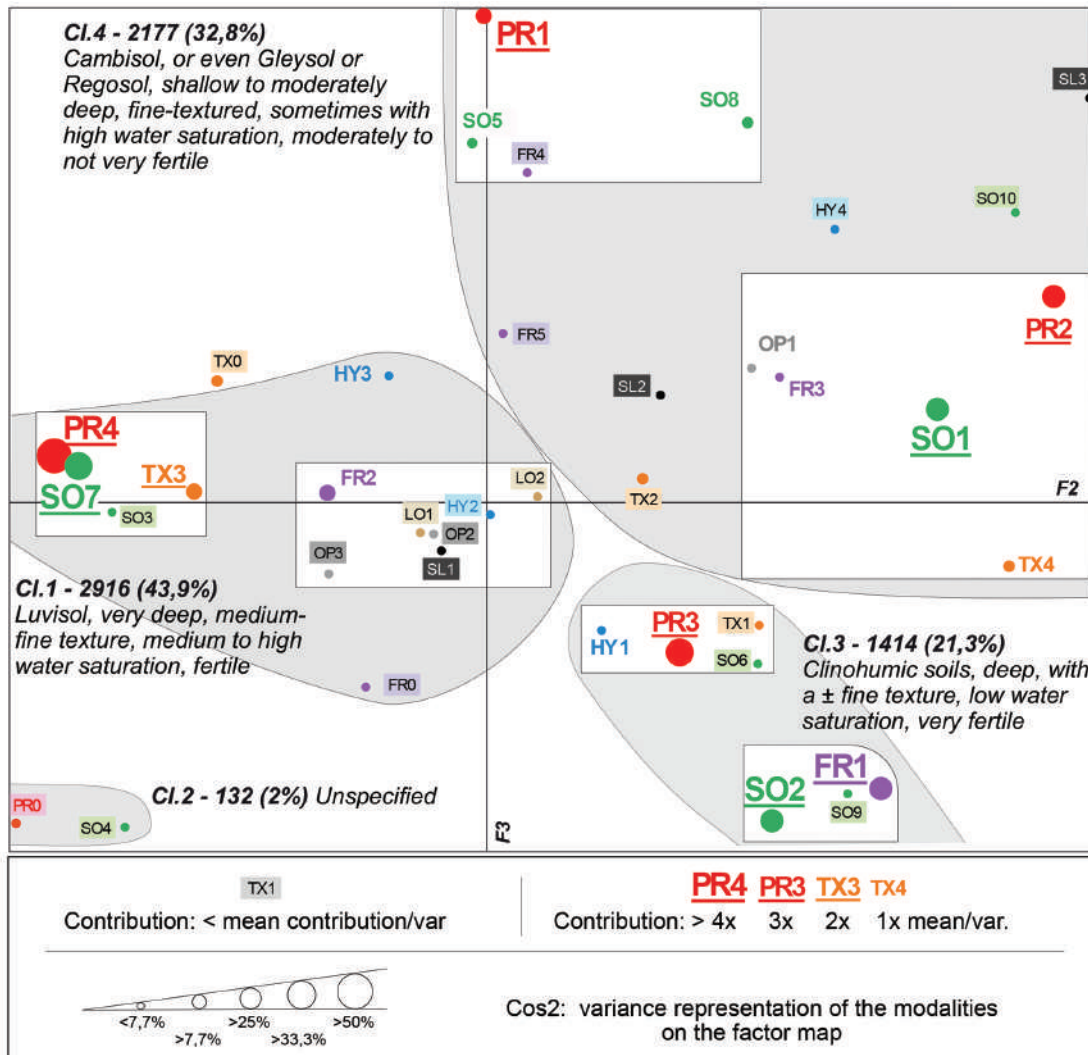 Cl.4 - 2177 (32,8%)
Cambisol, or even Gleysol or
Regosol, shallow to moderately
deep, fine-textured, sometimes with
high water saturation, moderately to
not very fertile
PR1
SL3
SO8
SO5
FR4
SO10
HY4
PR2
FR5
OP1
TX0
HY3
SL2
FR3
PR4
SO1
TX3
FR2
LO2
F2
SO7
TX2
SO3
LO1
HY2
OP2
OP3
SL1
TX4
Cl.1 - 2916 (43,9%)
Luvisol, very deep, medium-
fine texture, medium to high
water saturation, fertile
HY1
PR3
TX1
SO6
Cl.3 - 1414 (21,3%)
Clinohumic soils, deep, with
a ± fine texture, low water
saturation, very fertile
FR0
FR1
SO2
SO9
Cl.2 - 132 (2%) Unspecified
PR0
SO4
F3
TX1
Contribution: < mean contribution/var
PR4 PR3 TX3 TX4
Contribution: > 4x 3x 2x 1x mean/var.
<7,7% >25% >50%
>7,7% >33,3%
Cos2: variance representation of the modalities
on the factor map